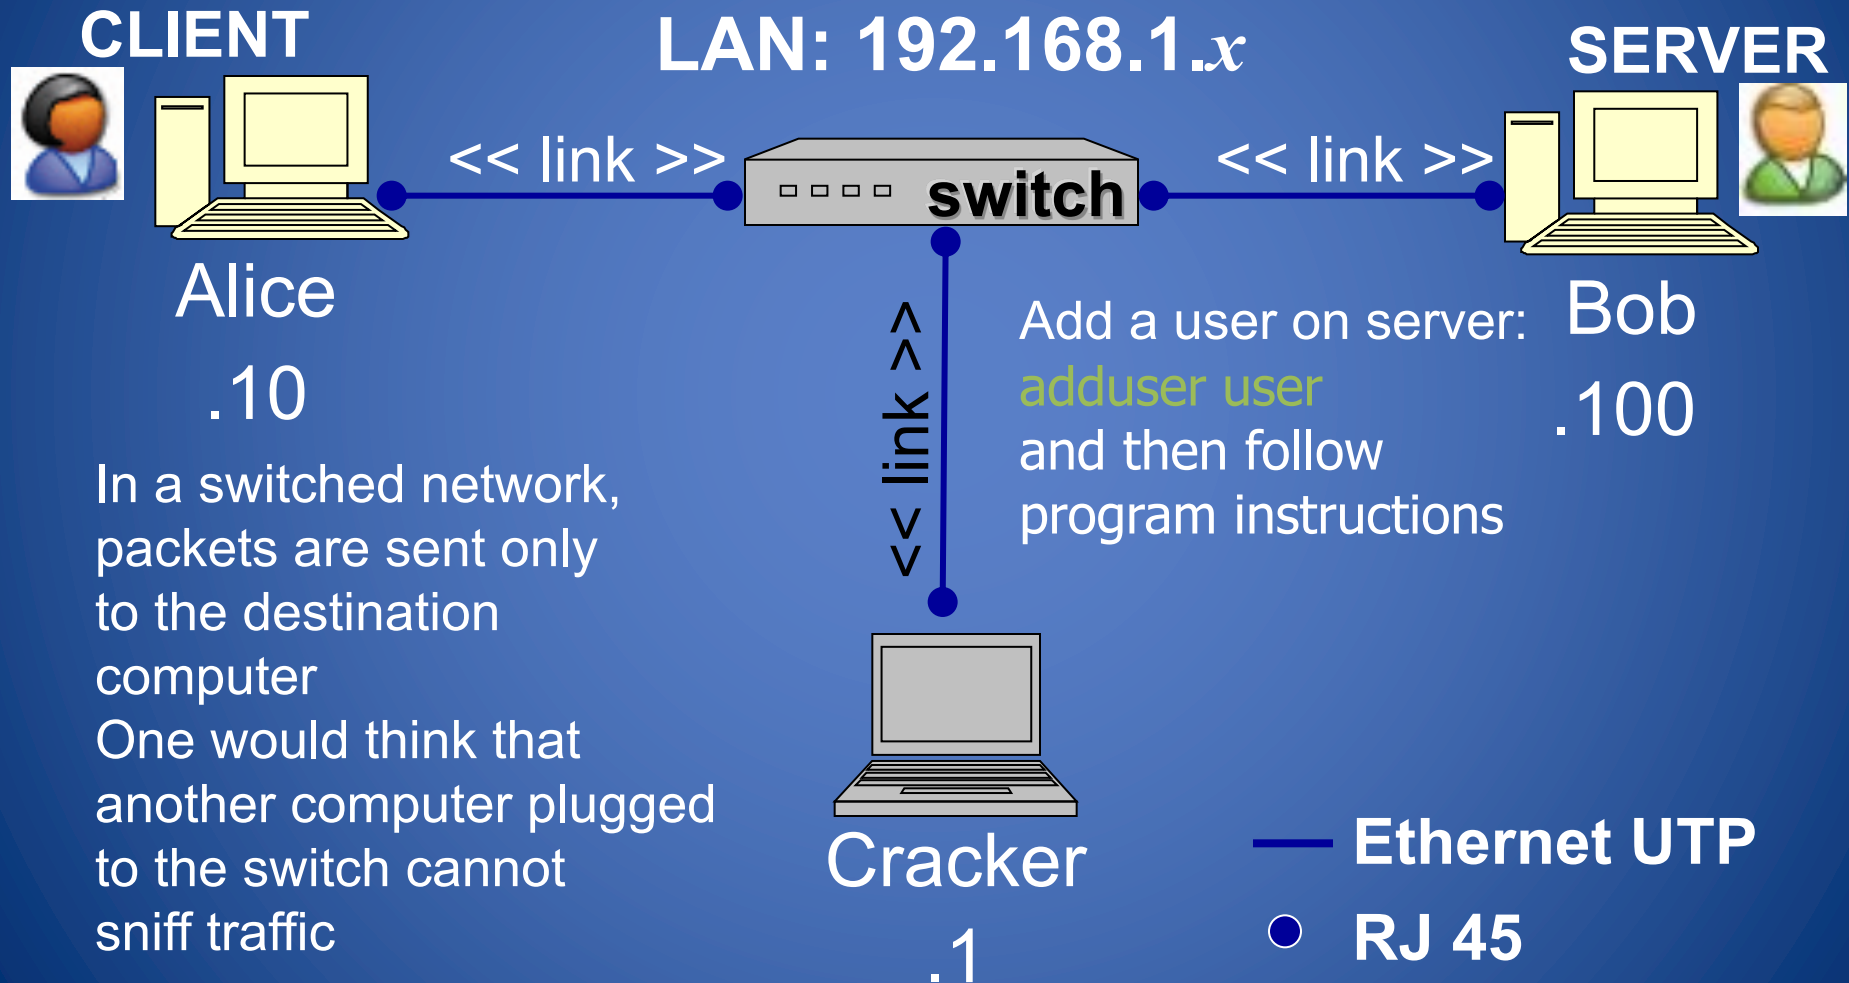 CLIENT
LAN: 192.168.1.x
SERVER
<< link >>
<< link >>
switch
Alice
.10
<< link >>
Add a user on server:
adduser user
and then follow
program instructions
Bob
.100
In a switched network,
packets are sent only
to the destination
computer
One would think that
another computer plugged
to the switch cannot
sniff traffic
Cracker
.1
Ethernet UTP
RJ 45